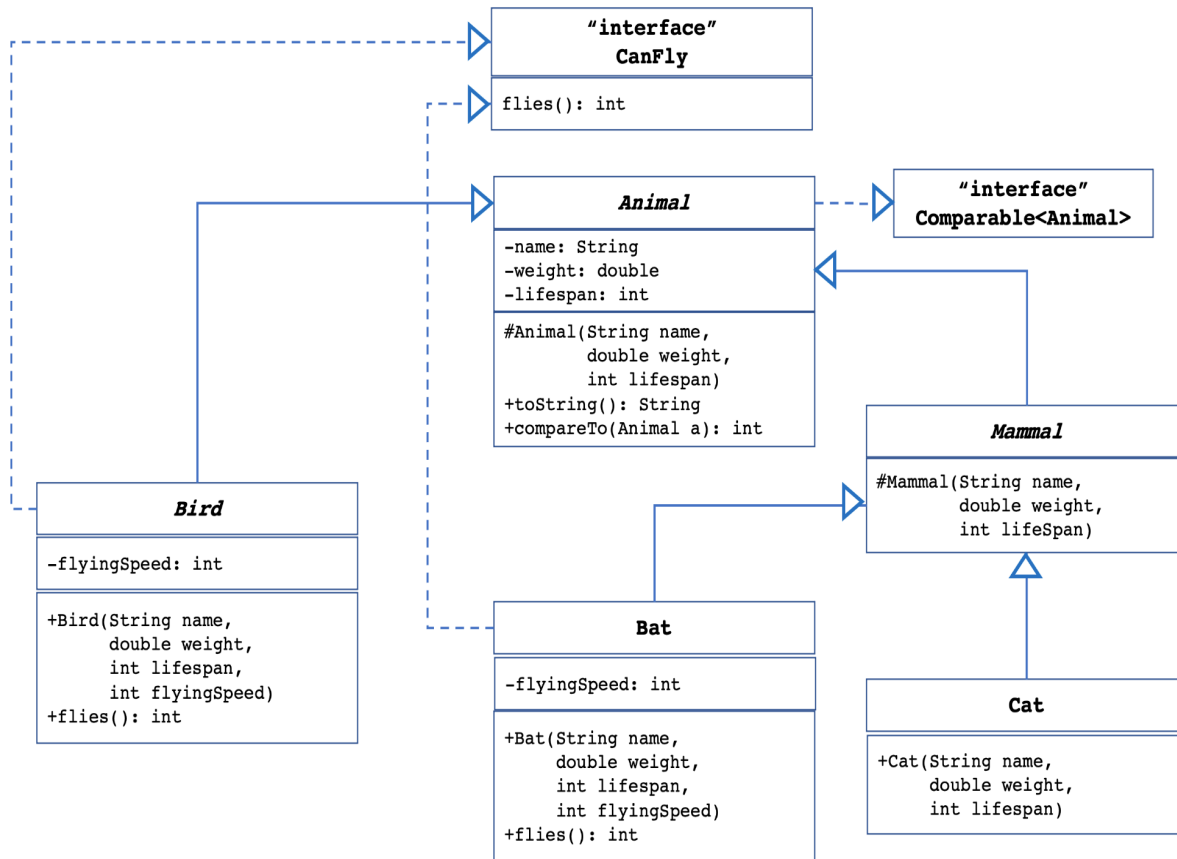 “interface”
CanFly
flies(): int
Animal
-name: String
-weight: double
-lifespan: int
#Animal(String name,
double weight,
int lifespan)
+toString(): String
+compareTo(Animal a): int
“interface”
Comparable<Animal>
Mammal
#Mammal(String name,
double weight,
int lifeSpan)
Bird
-flyingSpeed: int
+Bird(String name,
double weight,
int lifespan,
int flyingSpeed)
+flies(): int
Bat
-flyingSpeed: int
+Bat(String name,
double weight,
int lifespan,
int flyingSpeed)
+flies(): int
Cat
+Cat(String name,
double weight,
int lifespan)